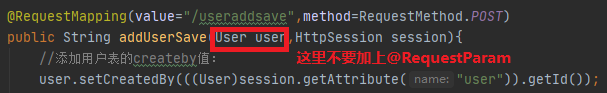 @RequestMapping(value="/useraddsave",method=RequestMethod.POST)
public String addUserSave(User user,HttpSession session){
//添加用户表的createby值: 这里不要加上@RequestParam
user.setCreatedBy(((User)session.getAttribute( name: "user")).getId());